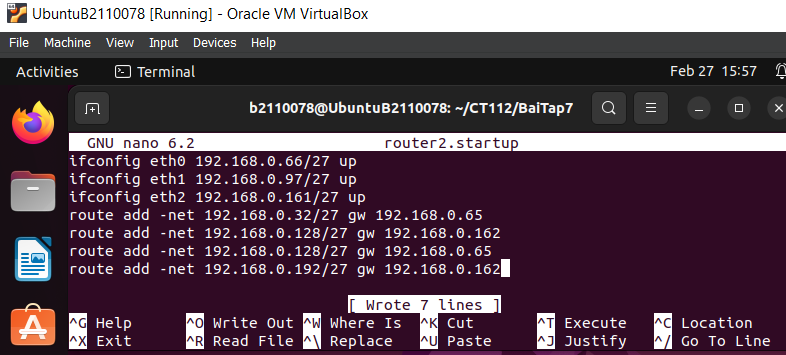 UbuntuB2110078 [Running] - Oracle VM VirtualBox
File Machine View Input Devices Help
Activities Terminal Feb 27 15:57
b2110078@UbuntuB2110078: ~/CT112/BaiTap7
GNU nano 6.2 router2.startup
ifconfig eth0 192.168.0.66/27 up
ifconfig eth1 192.168.0.97/27 up
ifconfig eth2 192.168.0.161/27 up
route add -net 192.168.0.32/27 gw 192.168.0.65
route add -net 192.168.0.128/27 gw 192.168.0.162
route add -net 192.168.0.128/27 gw 192.168.0.65
route add -net 192.168.0.192/27 gw 192.168.0.162
[ Wrote 7 lines ]
^G Help ^O Write Out ^W Where Is ^K Cut ^T Execute ^C Location
^X Exit ^R Read File ^\ Replace ^U Paste ^J Justify ^/ Go To Line